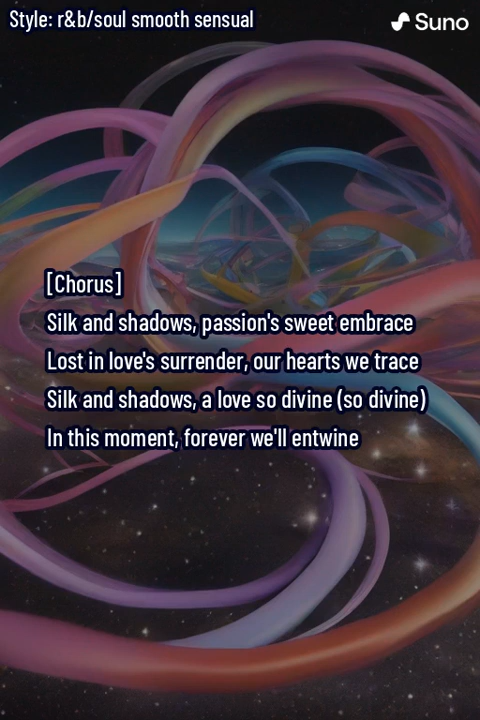 Style: r&b/soul smooth sensual
Suno
[Chorus]
Silk and shadows, passion's sweet embrace
Lost in love's surrender, our hearts we trace
Silk and shadows, a love so divine (so divine)
In this moment, forever we'll entwine